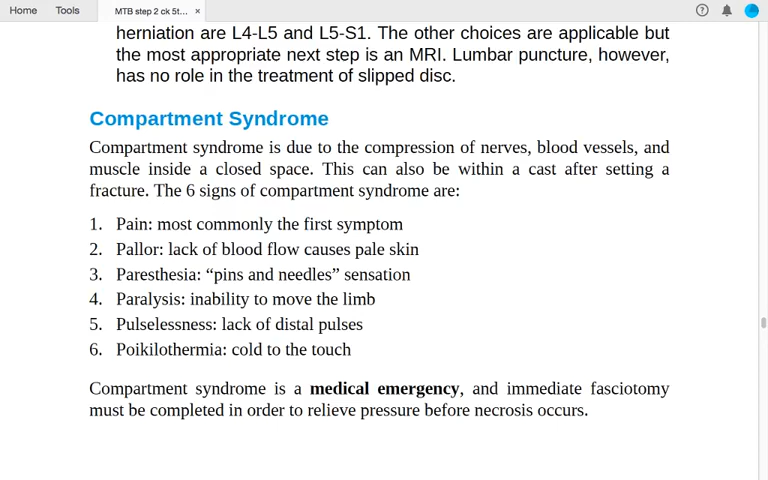 Home Tools MTB step 2 ck 5t... ×
herniation are L4-L5 and L5-S1. The other choices are applicable but
the most appropriate next step is an MRI. Lumbar puncture, however,
has no role in the treatment of slipped disc.
Compartment Syndrome
Compartment syndrome is due to the compression of nerves, blood vessels, and
muscle inside a closed space. This can also be within a cast after setting a
fracture. The 6 signs of compartment syndrome are:
1. Pain: most commonly the first symptom
2. Pallor: lack of blood flow causes pale skin
3. Paresthesia: “pins and needles” sensation
4. Paralysis: inability to move the limb
5. Pulselessness: lack of distal pulses
6. Poikilothermia: cold to the touch
Compartment syndrome is a medical emergency, and immediate fasciotomy
must be completed in order to relieve pressure before necrosis occurs.